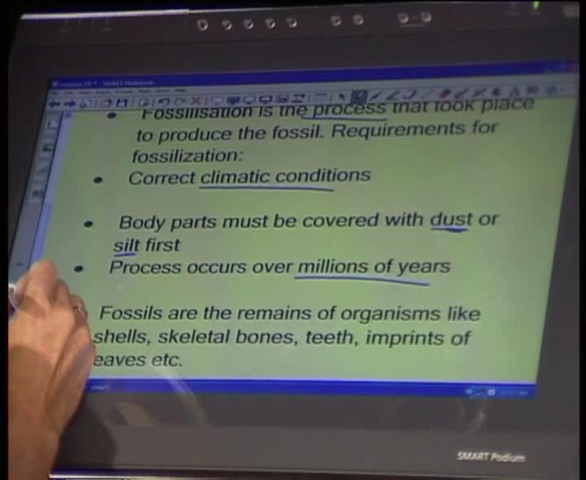 Fossilisation is the process that took place
to produce the fossil. Requirements for
fossilization:
Correct climatic conditions
Body parts must be covered with dust or
silt first
Process occurs over millions of years
Fossils are the remains of organisms like
shells, skeletal bones, teeth, imprints of
eaves etc.
SMART Podium